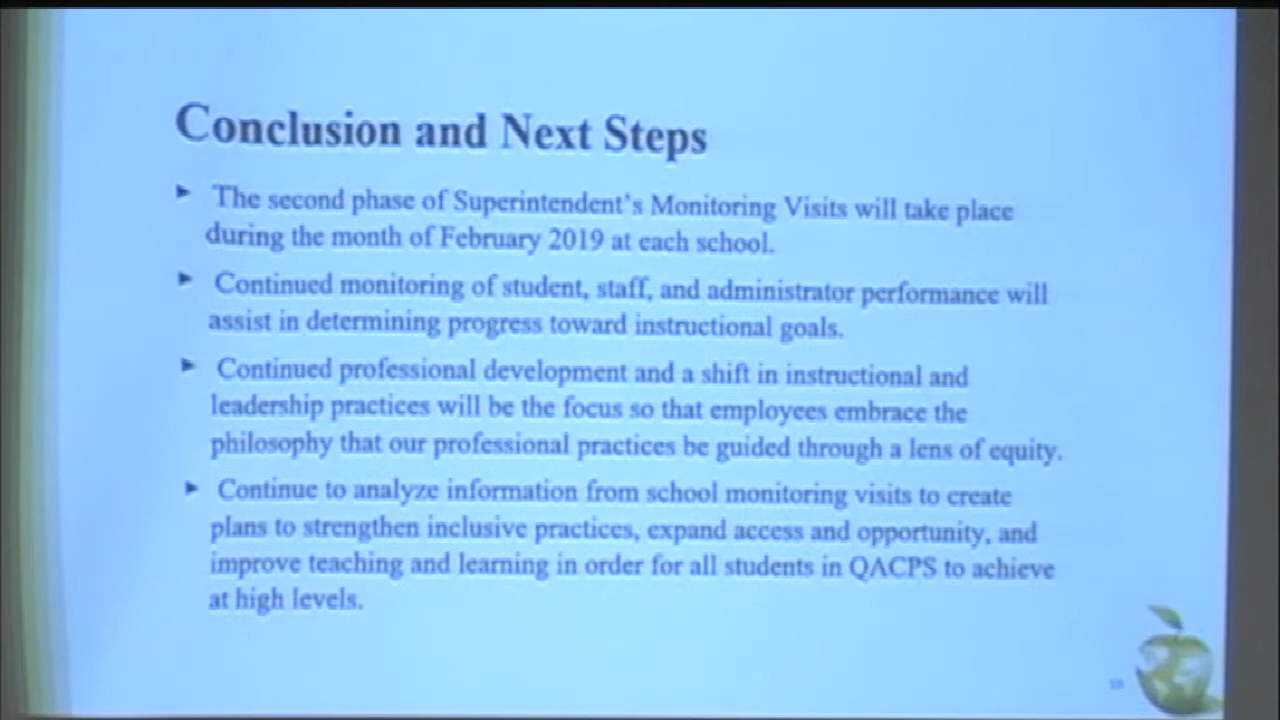 Conclusion and Next Steps
► The second phase of Superintendent's Monitoring Visits will take place
during the month of February 2019 at each school.
► Continued monitoring of student, staff, and administrator performance will
assist in determining progress toward instructional goals.
► Continued professional development and a shift in instructional and
leadership practices will be the focus so that employees embrace the
philosophy that our professional practices be guided through a lens of equity.
► Continue to analyze information from school monitoring visits to create
plans to strengthen inclusive practices, expand access and opportunity, and
improve teaching and learning in order for all students in QACPS to achieve
at high levels.